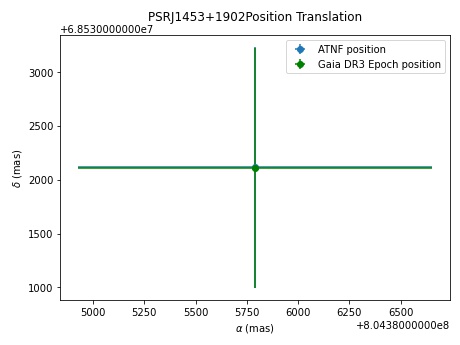 PSRJ1453+1902Position Translation
+6.8530000000e7
ATNF position
Gaia DR3 Epoch position
3000
2500
2000
1500
1000
δ (mas)
5000
5250
5500
5750
6000
6250
6500
α (mas)
+8.0438000000e8